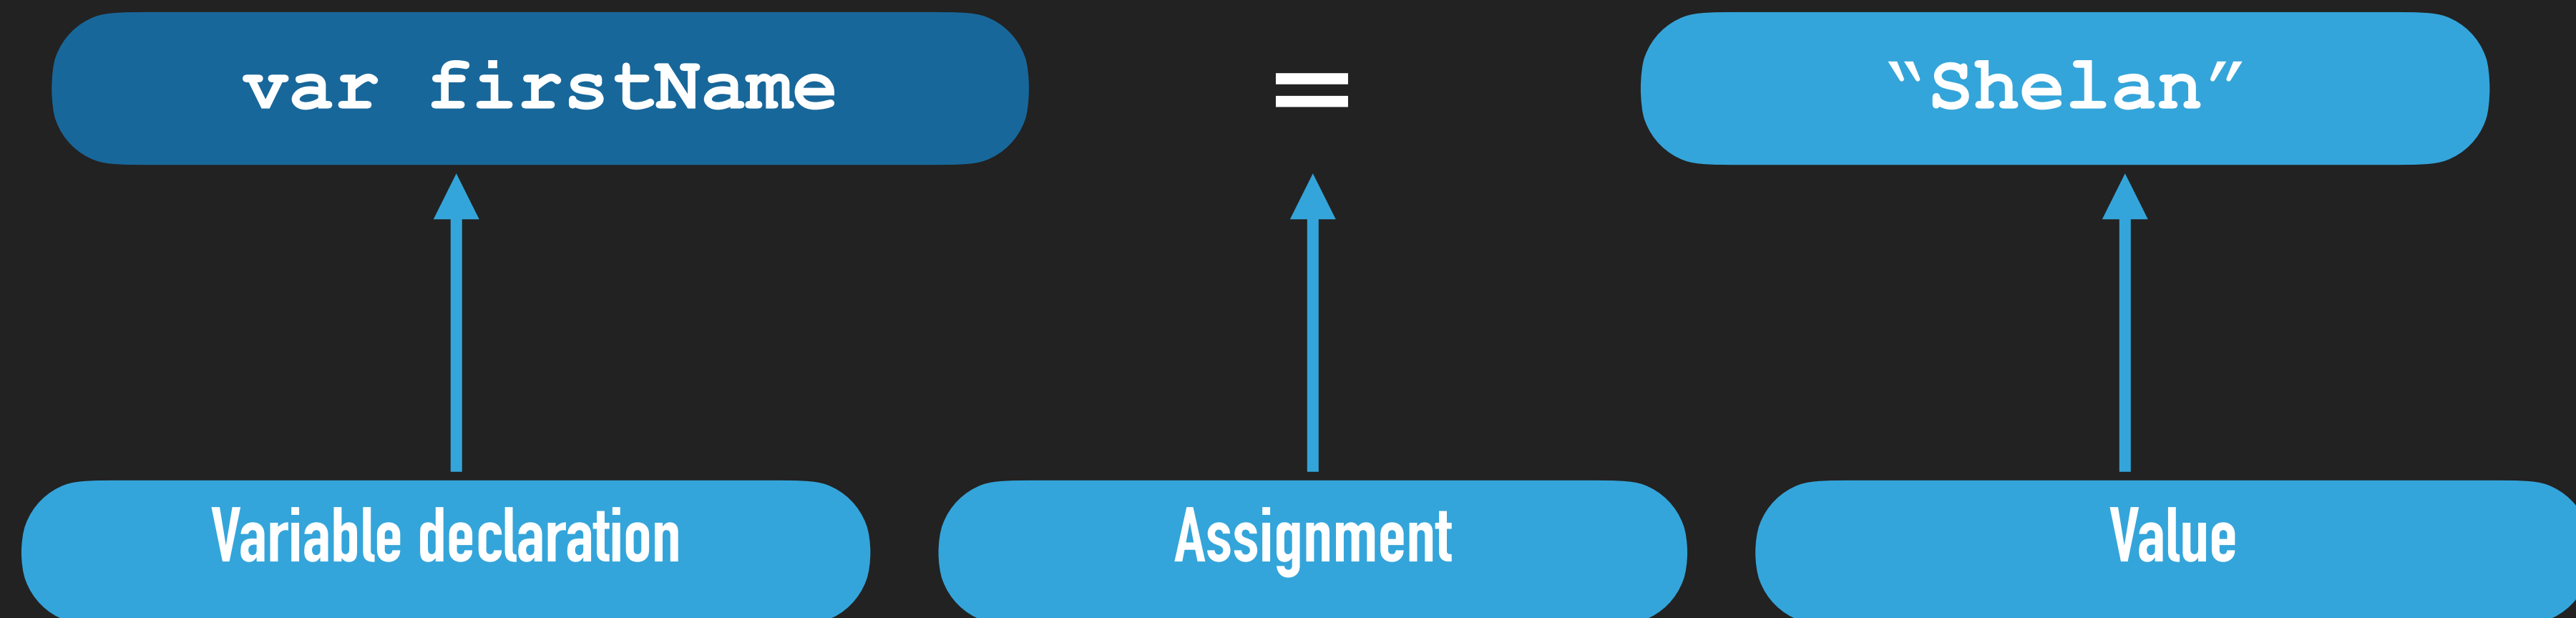 var firstName = “Shelan”
Variable declaration Assignment Value